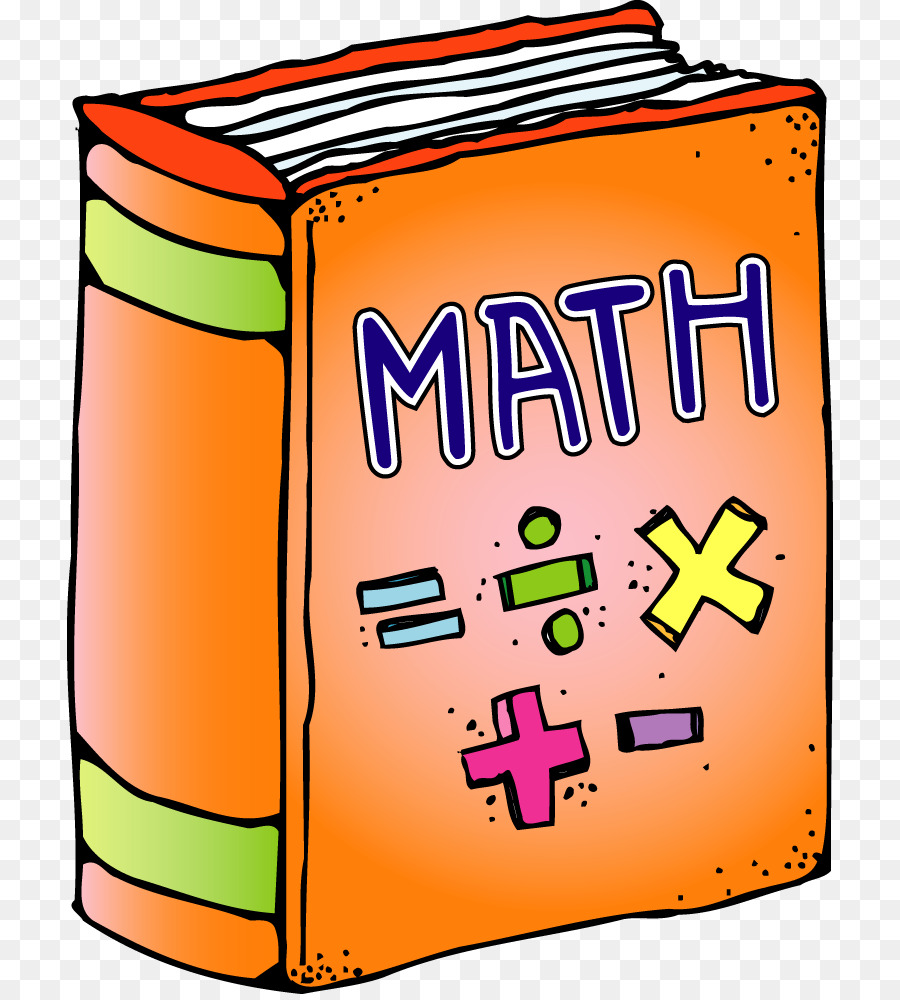 MATH
= ÷ ×
+ -